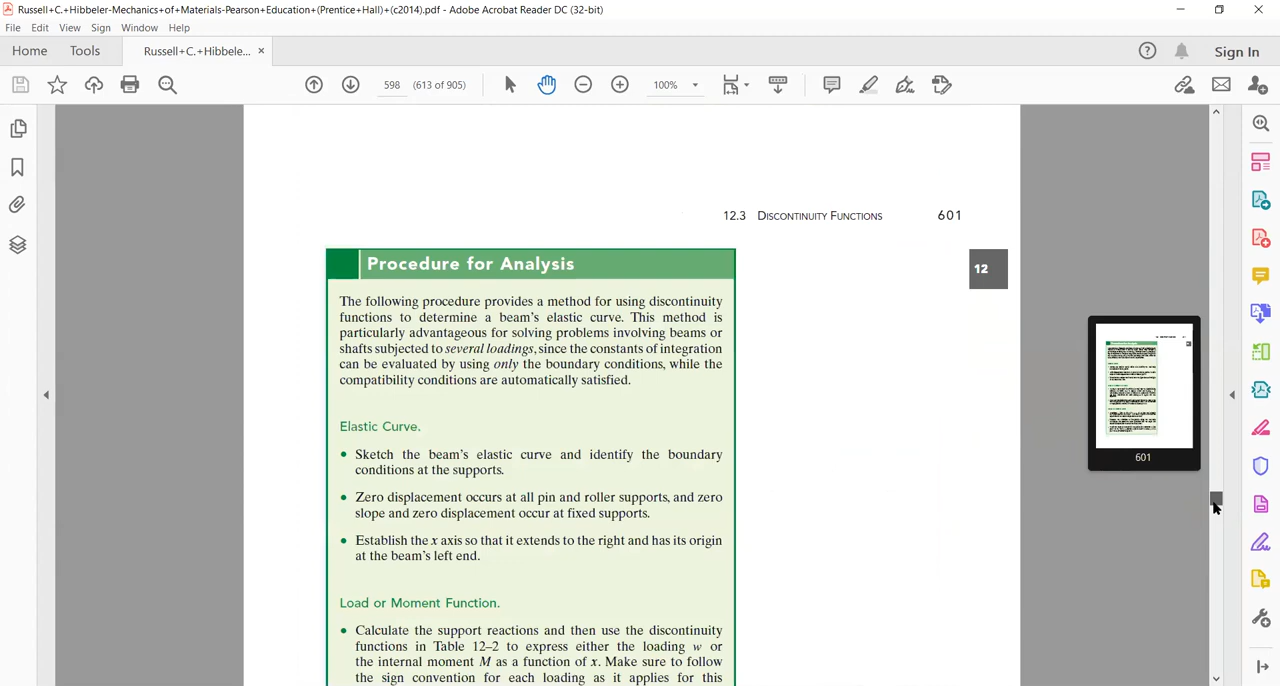 Russell+C.+Hibbeler-Mechanics+of+Materials-Pearson+Education+(Prentice+Hall)+(c2014).pdf - Adobe Acrobat Reader DC (32-bit)
File Edit View Sign Window Help
Home Tools Russell+C.+Hibbele... × Sign In
598 (613 of 905) 100%
12.3 DISCONTINUITY FUNCTIONS 601
Procedure for Analysis
12
The following procedure provides a method for using discontinuity
functions to determine a beam's elastic curve. This method is
particularly advantageous for solving problems involving beams or
shafts subjected to several loadings, since the constants of integration
can be evaluated by using only the boundary conditions, while the
compatibility conditions are automatically satisfied.
Elastic Curve.
• Sketch the beam's elastic curve and identify the boundary
conditions at the supports.
• Zero displacement occurs at all pin and roller supports, and zero
slope and zero displacement occur at fixed supports.
• Establish the x axis so that it extends to the right and has its origin
at the beam's left end.
Load or Moment Function.
• Calculate the support reactions and then use the discontinuity
functions in Table 12–2 to express either the loading w or
the internal moment M as a function of x. Make sure to follow
the sign convention for each loading as it applies for this
601